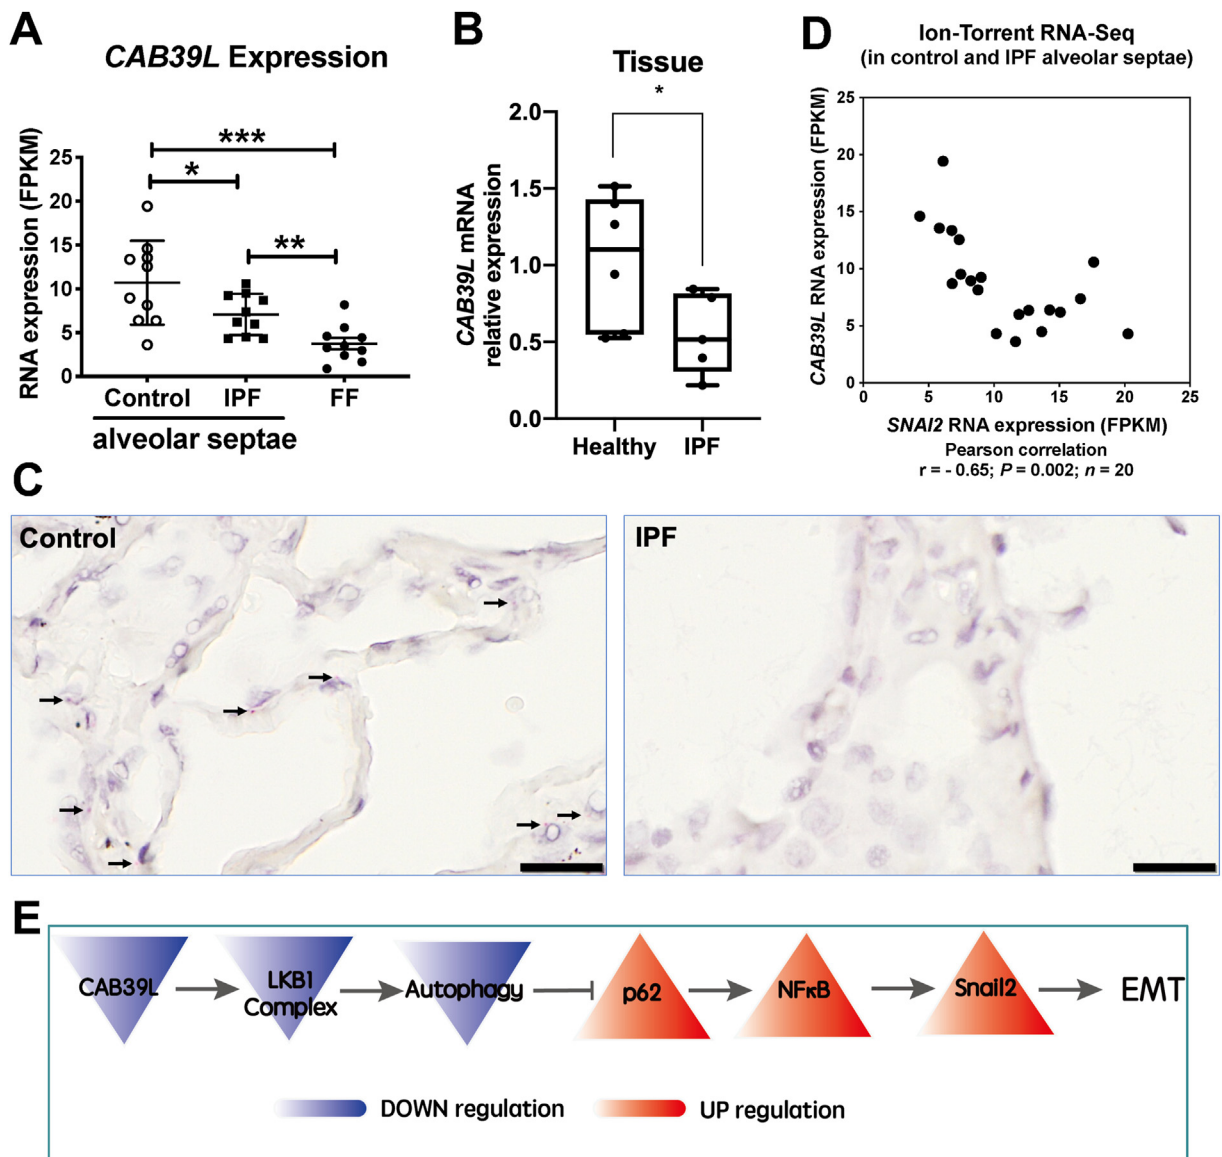 A
CAB39L Expression
***
*
**
RNA expression (FPKM)
25
20
15
10
5
0
Control
IPF
FF
alveolar septae
B
Tissue
*
CAB39L mRNA
relative expression
2.0
1.5
1.0
0.5
0.0
Healthy
IPF
D
Ion-Torrent RNA-Seq
(in control and IPF alveolar septae)
CAB39L RNA expression (FPKM)
25
20
15
10
5
0
0
5
10
15
20
25
SNAI2 RNA expression (FPKM)
Pearson correlation
r = - 0.65; P = 0.002; n = 20
C
Control
IPF
E
CAB39L
LKB1
Complex
Autophagy
p62
NFκB
Snail2
EMT
DOWN regulation
UP regulation